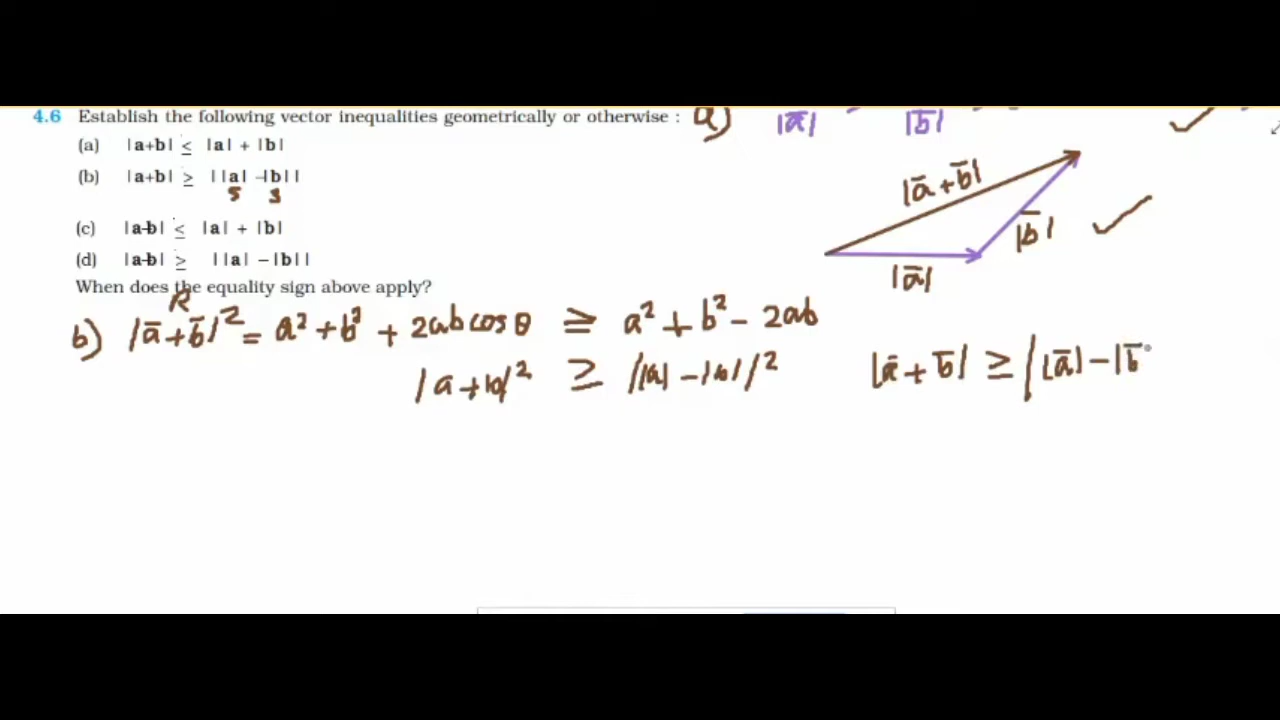 4.6 Establish the following vector inequalities geometrically or otherwise : a)
|a̅| |b̅|
(a) |a+b| ≤ |a| + |b|
(b) |a+b| ≥ ||a| −|b||
5 3
(c) |a-b| ≤ |a| + |b|
(d) |a-b| ≥ ||a| −|b||
When does the equality sign above apply?
|a̅+b̅|
|b̅|
|a̅|
R
b) |a̅+b̅|² = a² + b² + 2ab cos θ ≥ a² + b² − 2ab
|a+b|² ≥ ||a| − |b||² |a̅ + b̅| ≥ ||a̅| − |b̅